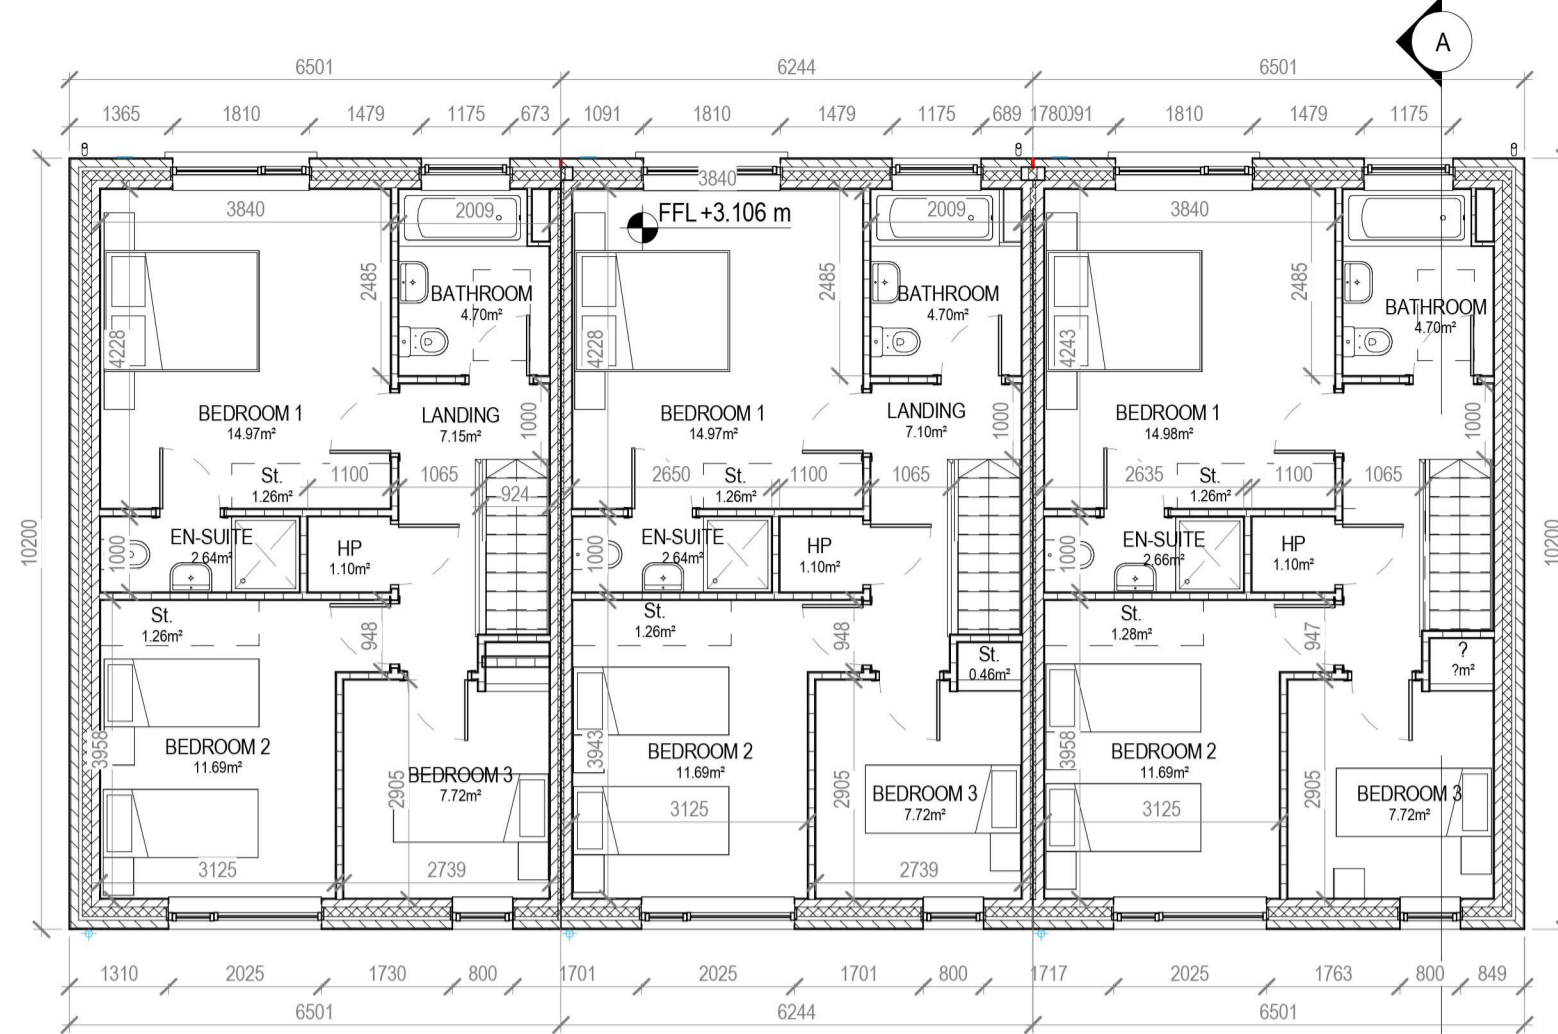 A
6501 6244 6501
1365 1810 1479 1175 673 1091 1810 1479 1175 689 178 1091 1810 1479 1175
3840
3840 2009 FFL +3.106 m 2009 3840
2485 2485 2485
BATHROOM BATHROOM BATHROOM
4.70m² 4.70m² 4.70m²
4228 4228 4243
BEDROOM 1 LANDING BEDROOM 1 LANDING BEDROOM 1
14.97m² 7.15m² 14.97m² 7.10m² 14.98m²
1000 1000 1000
St. 1100 1065 2650 St. 1100 1065 2635 St. 1100 1065
1.26m² 924 1.26m² 1.26m²
10200 10200
EN-SUITE HP EN-SUITE HP EN-SUITE HP
2.64m² 1.10m² 2.64m² 1.10m² 2.66m² 1.10m²
1000 1000 1000
St. St. St.
1.26m² 1.26m² 1.28m²
948 948 947
St. ?
0.46m² ?m²
3958 3943 3958
BEDROOM 2 BEDROOM 2 BEDROOM 2
11.69m² 11.69m² 11.69m²
BEDROOM 3 BEDROOM 3 BEDROOM 3
7.72m² 7.72m² 7.72m²
2905 2905 2905
3125 3125
3125 2739 2739
1310 2025 1730 800 1701 2025 1701 800 1717 2025 1763 800 849
6501 6244 6501